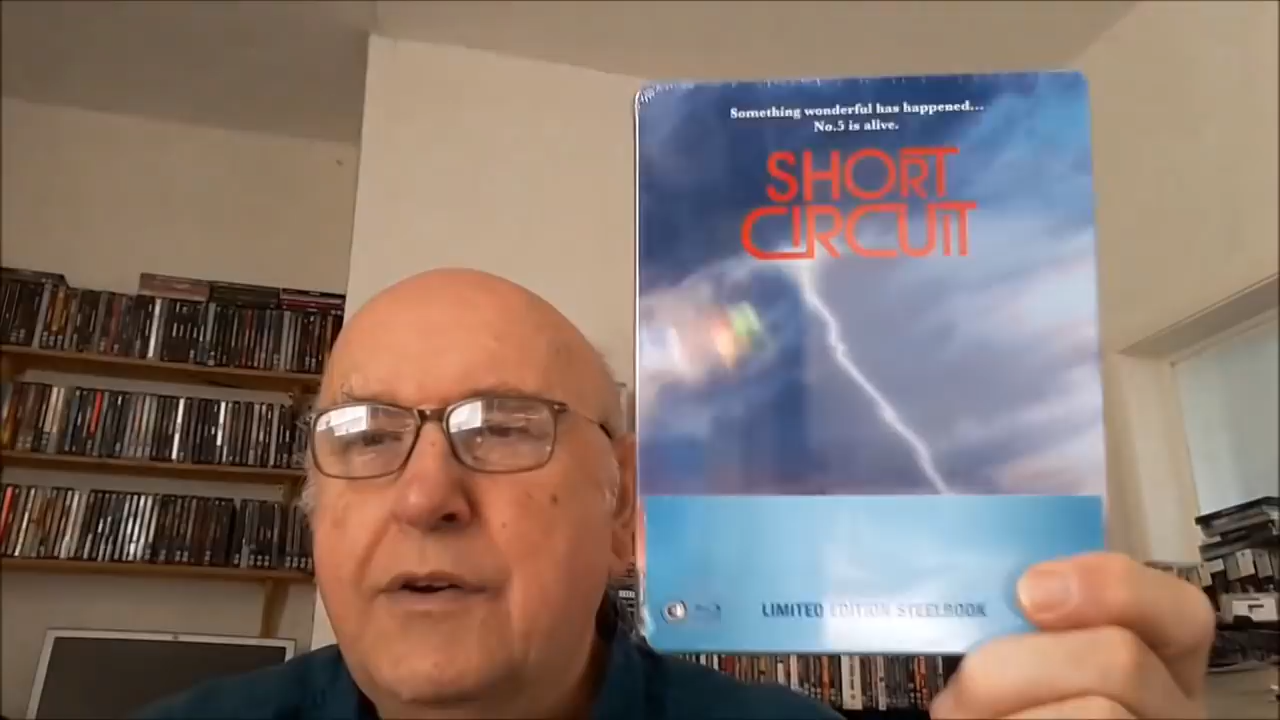 Something wonderful has happened...
No.5 is alive.
SHORT
CIRCUIT
LIMITED EDITION STEELBOOK